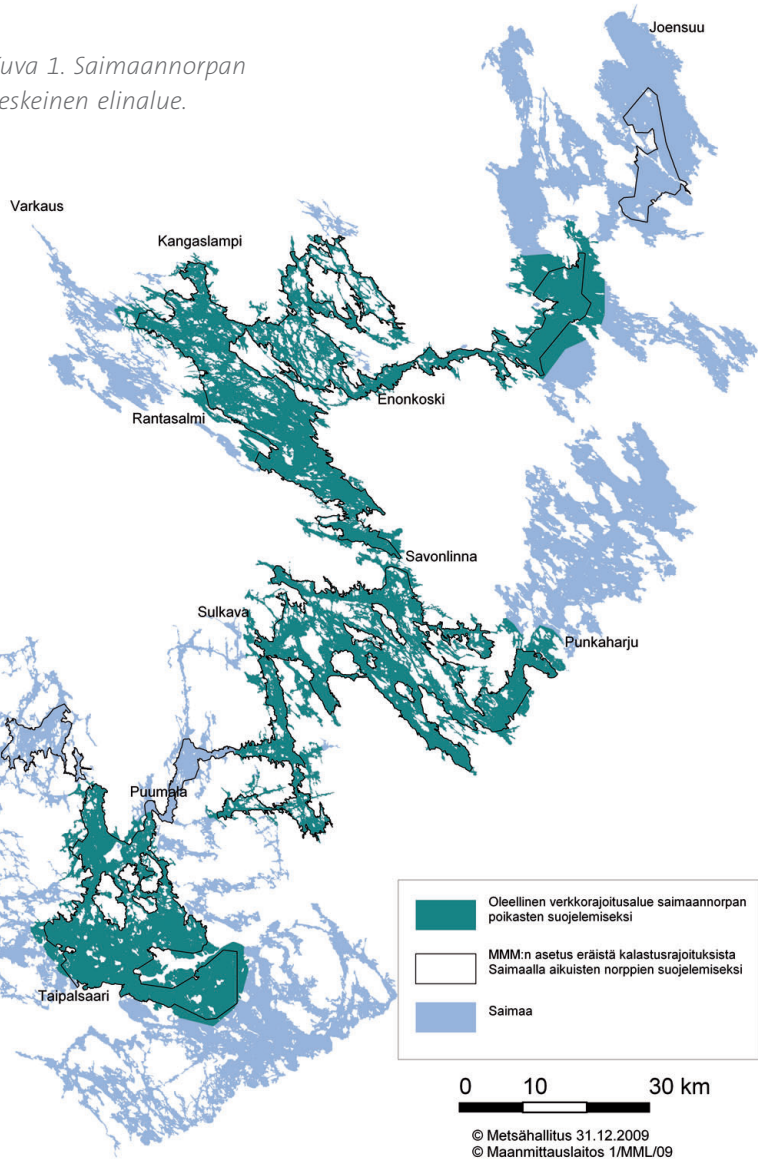 uva 1. Saimaannorpan
eskeinen elinalue.
Joensuu
Varkaus
Kangaslampi
Enonkoski
Rantasalmi
Savonlinna
Sulkava
Punkaharju
Puumala
Taipalsaari
Oleellinen verkkorajoitusalue saimaannorpan
poikasten suojelemiseksi
MMM:n asetus eräistä kalastusrajoituksista
Saimaalla aikuisten norppien suojelemiseksi
Saimaa
0 10 30 km
© Metsähallitus 31.12.2009
© Maanmittauslaitos 1/MML/09